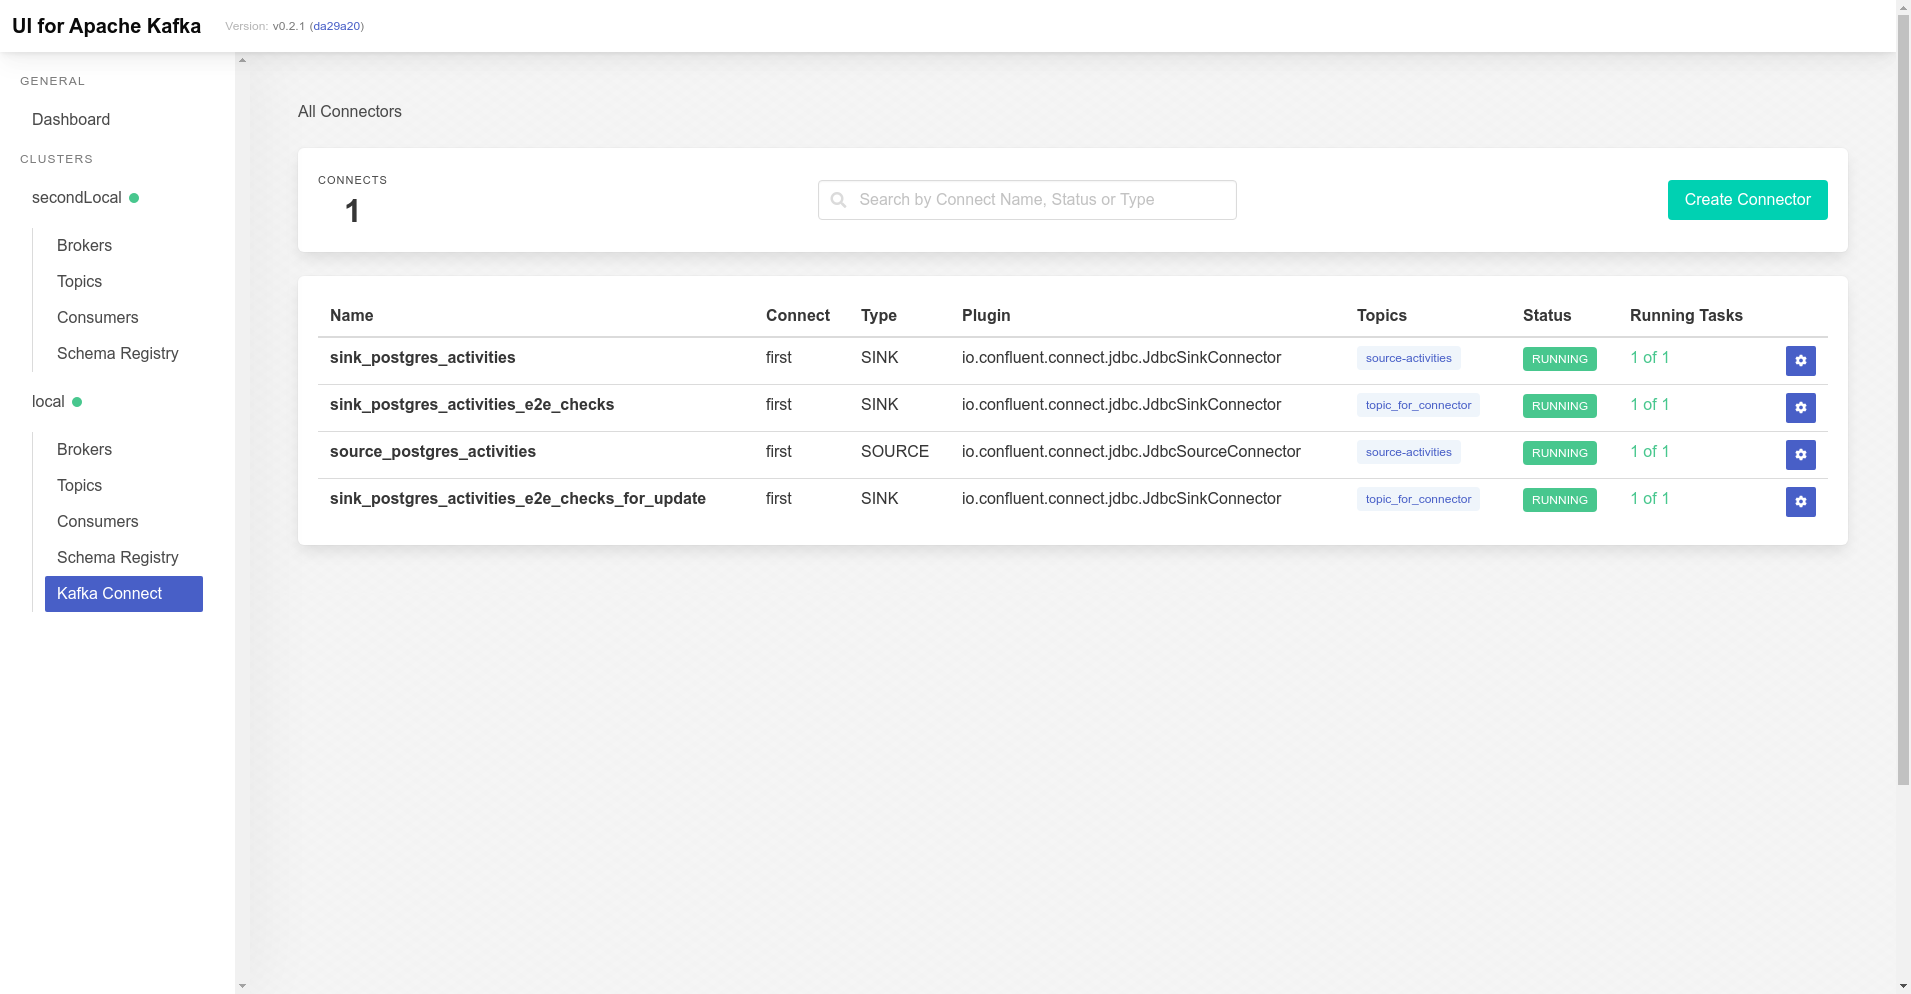 UI for Apache Kafka
Version: v0.2.1 (da29a20)
GENERAL
Dashboard
CLUSTERS
secondLocal
Brokers
Topics
Consumers
Schema Registry
local
Brokers
Topics
Consumers
Schema Registry
Kafka Connect
All Connectors
CONNECTS
1
Search by Connect Name, Status or Type
Create Connector
Name Connect Type Plugin Topics Status Running Tasks
sink_postgres_activities first SINK io.confluent.connect.jdbc.JdbcSinkConnector source-activities RUNNING 1 of 1
sink_postgres_activities_e2e_checks first SINK io.confluent.connect.jdbc.JdbcSinkConnector topic_for_connector RUNNING 1 of 1
source_postgres_activities first SOURCE io.confluent.connect.jdbc.JdbcSourceConnector source-activities RUNNING 1 of 1
sink_postgres_activities_e2e_checks_for_update first SINK io.confluent.connect.jdbc.JdbcSinkConnector topic_for_connector RUNNING 1 of 1